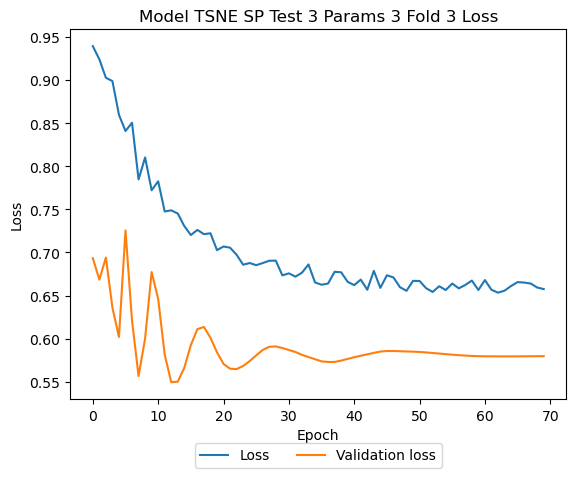 Model TSNE SP Test 3 Params 3 Fold 3 Loss
0.95
0.90
0.85
0.80
0.75
0.70
0.65
0.60
0.55
Loss
0 10 20 30 40 50 60 70
Epoch
Loss Validation loss